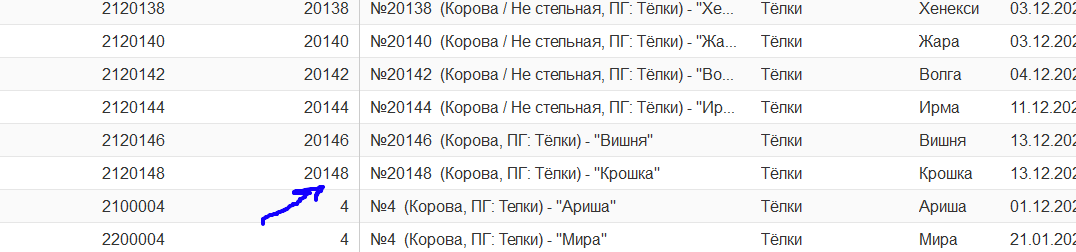 2120138 20138 №20138 (Корова / Не стельная, ПГ: Тёлки) - "Хе... Тёлки Хенекси 03.12.202
2120140 20140 №20140 (Корова / Не стельная, ПГ: Тёлки) - "Жа... Тёлки Жара 03.12.202
2120142 20142 №20142 (Корова / Не стельная, ПГ: Тёлки) - "Во... Тёлки Волга 04.12.202
2120144 20144 №20144 (Корова / Не стельная, ПГ: Тёлки) - "Ир... Тёлки Ирма 11.12.202
2120146 20146 №20146 (Корова, ПГ: Тёлки) - "Вишня" Тёлки Вишня 13.12.202
2120148 20148 №20148 (Корова, ПГ: Тёлки) - "Крошка" Тёлки Крошка 13.12.202
2100004 4 №4 (Корова, ПГ: Телки) - "Ариша" Тёлки Ариша 01.12.202
2200004 4 №4 (Корова, ПГ: Телки) - "Мира" Тёлки Мира 21.01.202